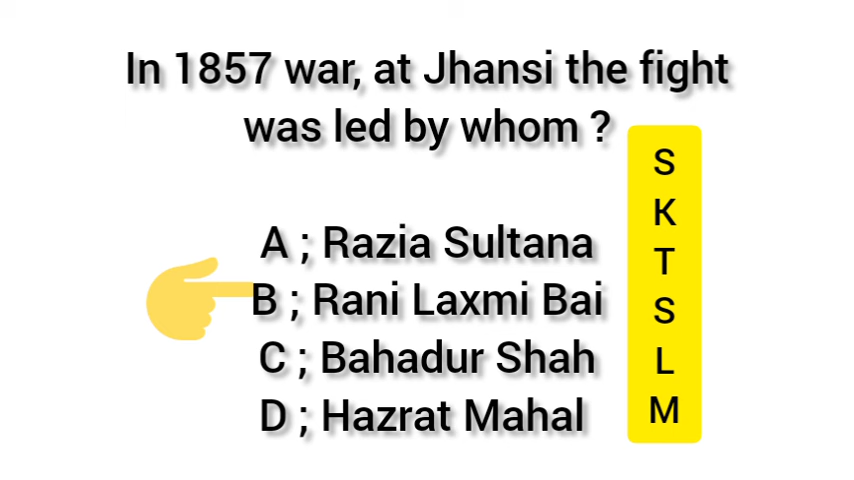 In 1857 war, at Jhansi the fight
was led by whom ?
A ; Razia Sultana
B ; Rani Laxmi Bai
C ; Bahadur Shah
D ; Hazrat Mahal
S
K
T
S
L
M